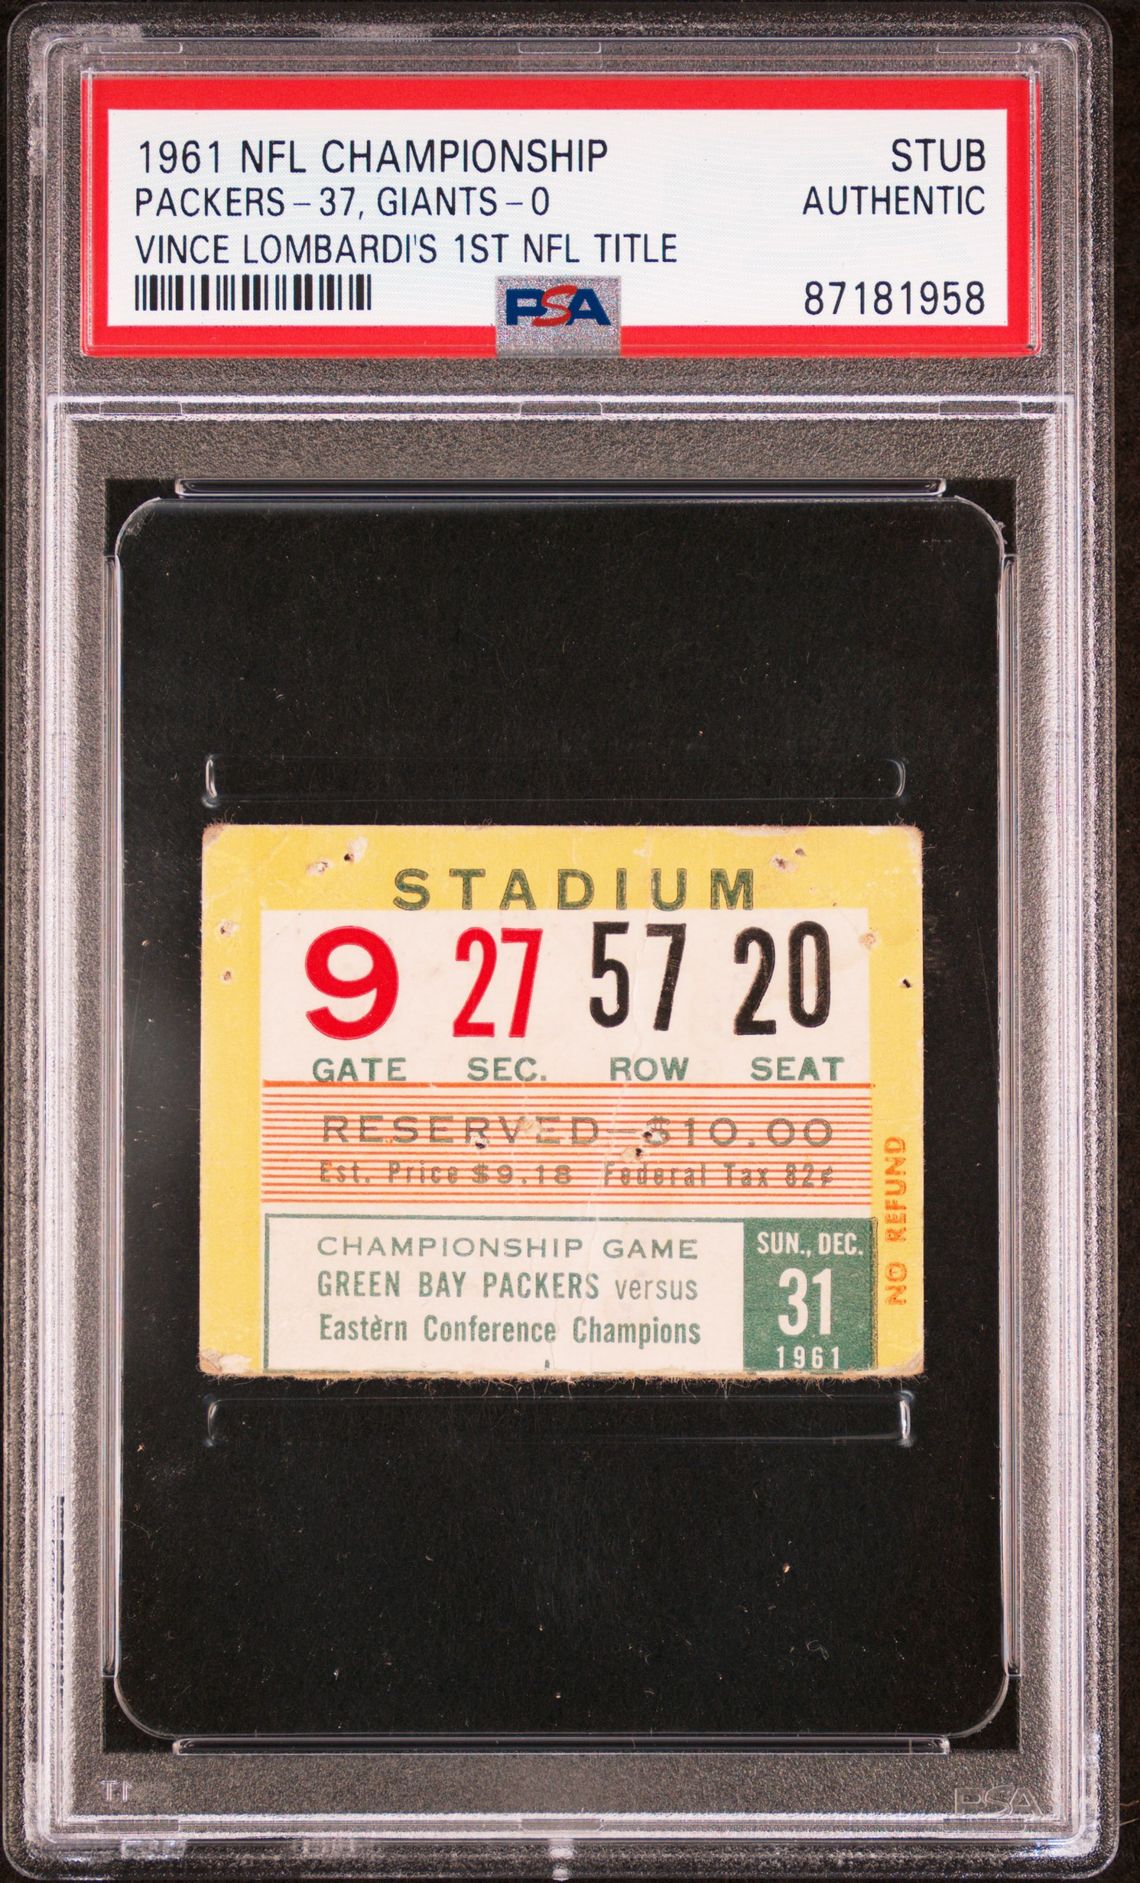 1961 NFL CHAMPIONSHIP STUB
PACKERS - 37, GIANTS - 0 AUTHENTIC
VINCE LOMBARDI'S 1ST NFL TITLE
PSA 87181958
STADIUM
9 27 57 20
GATE SEC. ROW SEAT
RESERVED-$10.00
Est. Price $9.18 Federal Tax 82¢
NO REFUND
CHAMPIONSHIP GAME
GREEN BAY PACKERS versus
Eastern Conference Champions
SUN., DEC.
31
1961
PSA